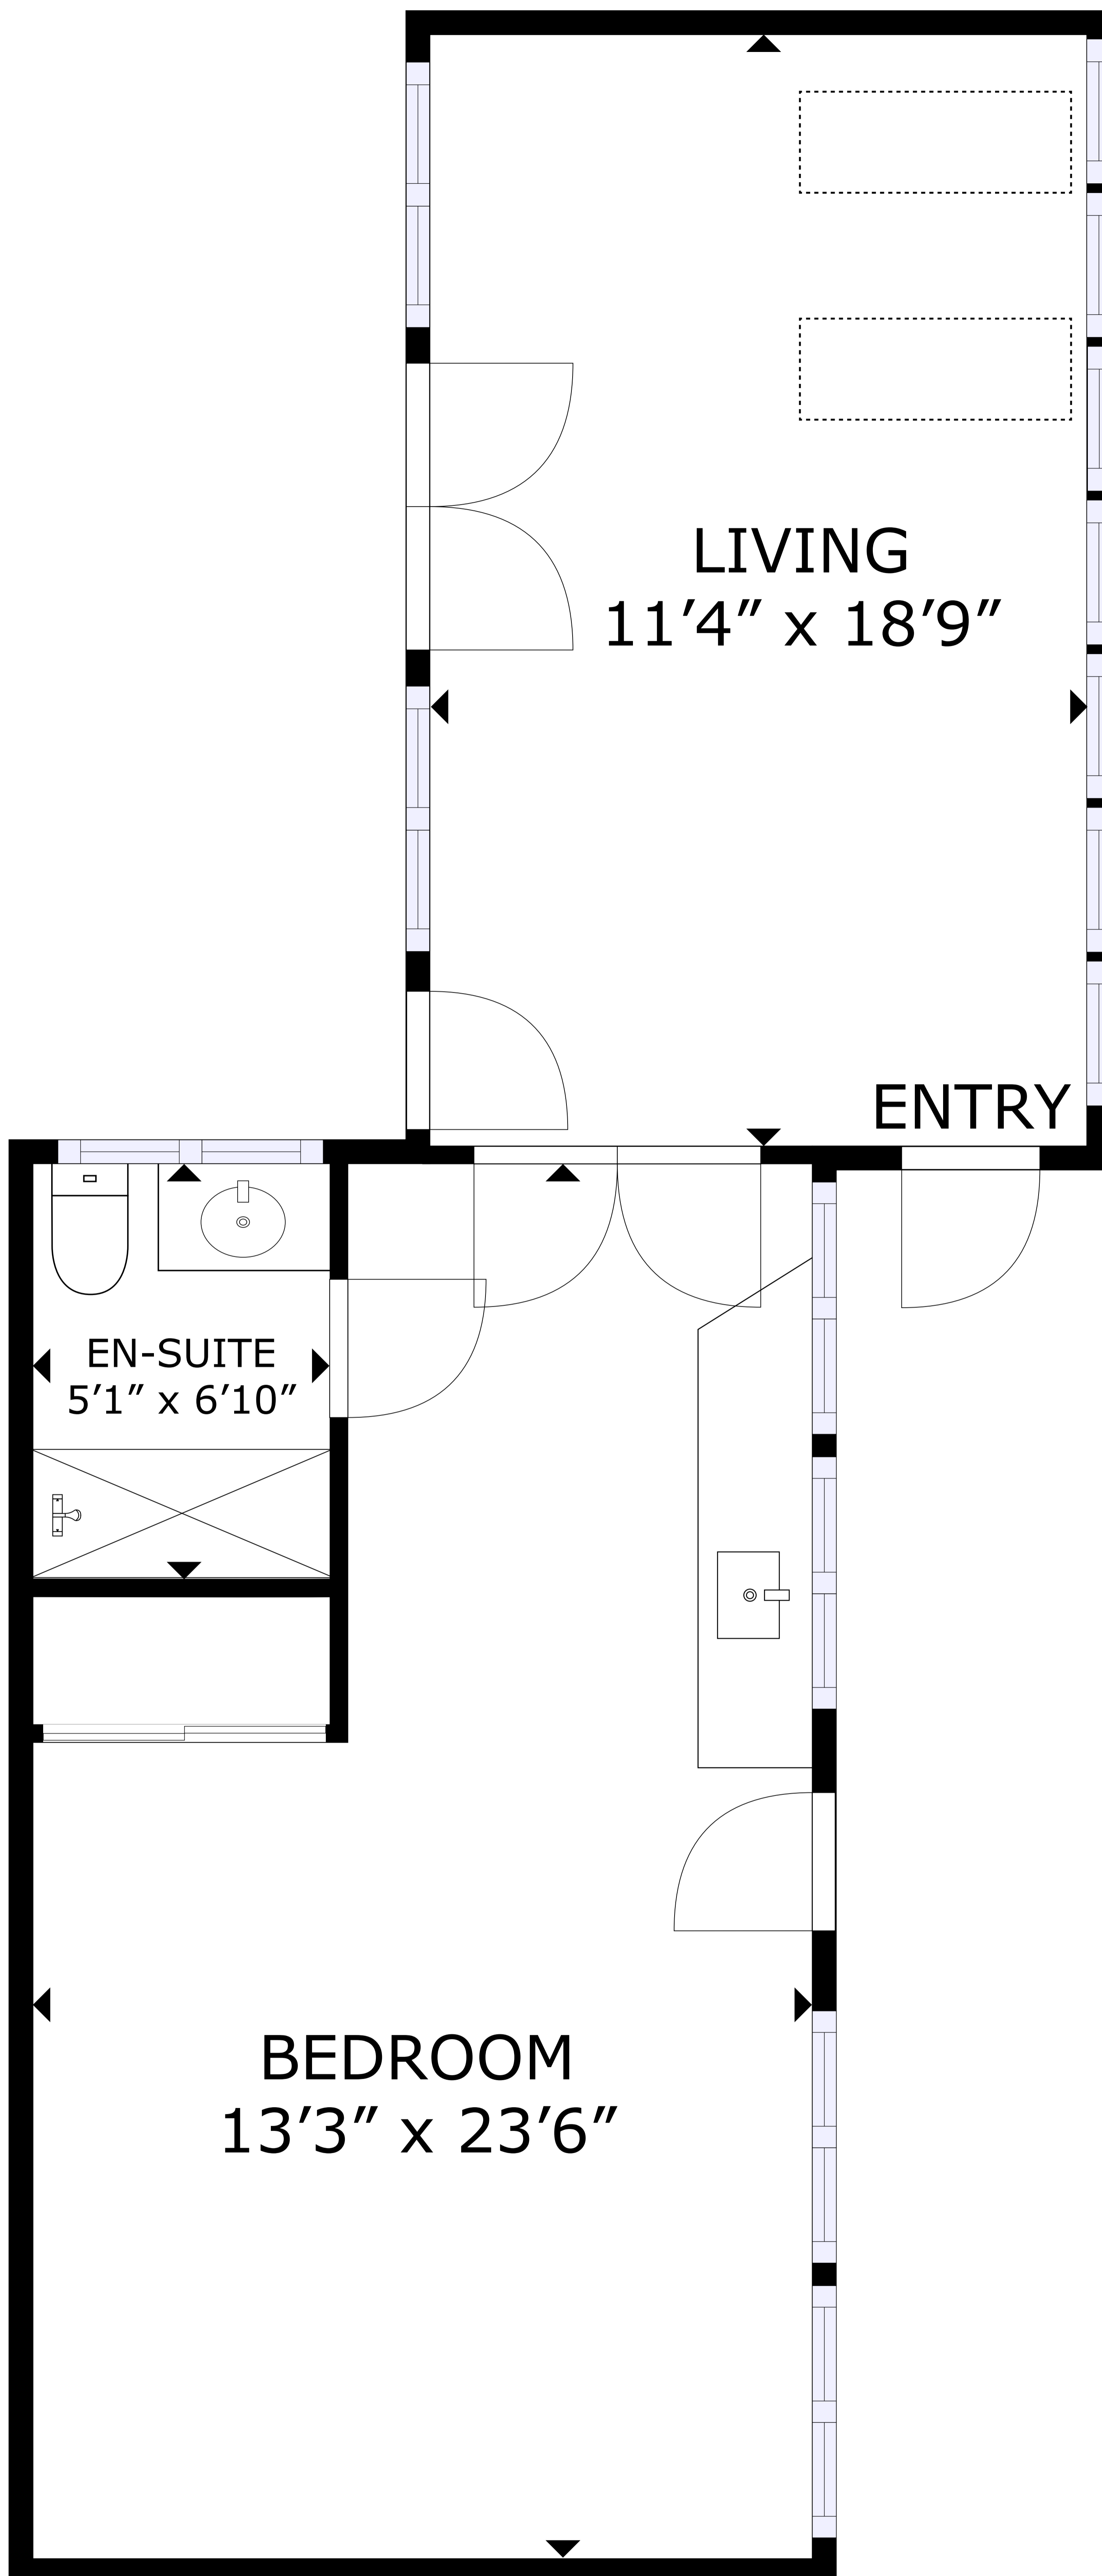 LIVING
11′4″ x 18′9″
ENTRY
EN-SUITE
5′1″ x 6′10″
BEDROOM
13′3″ x 23′6″